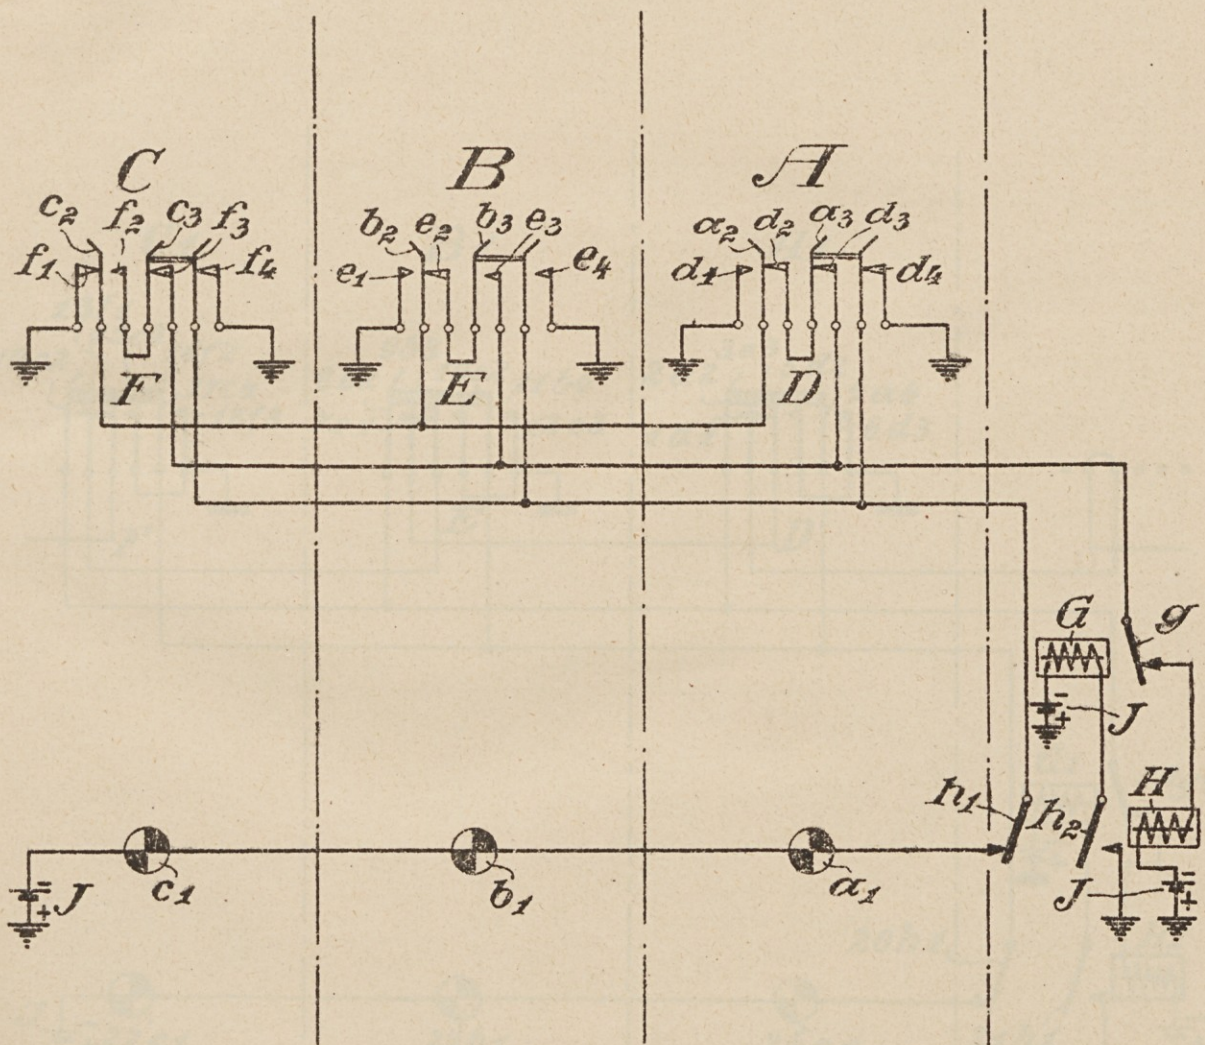 C B A
c2 f2 c3 f3
b2 e2 b3 e3
a2 d2 a3 d3
f1 f4 e1 e4 d1 d4
F E D
G g
J
h1 h2 H
J c1 b1 a1 J